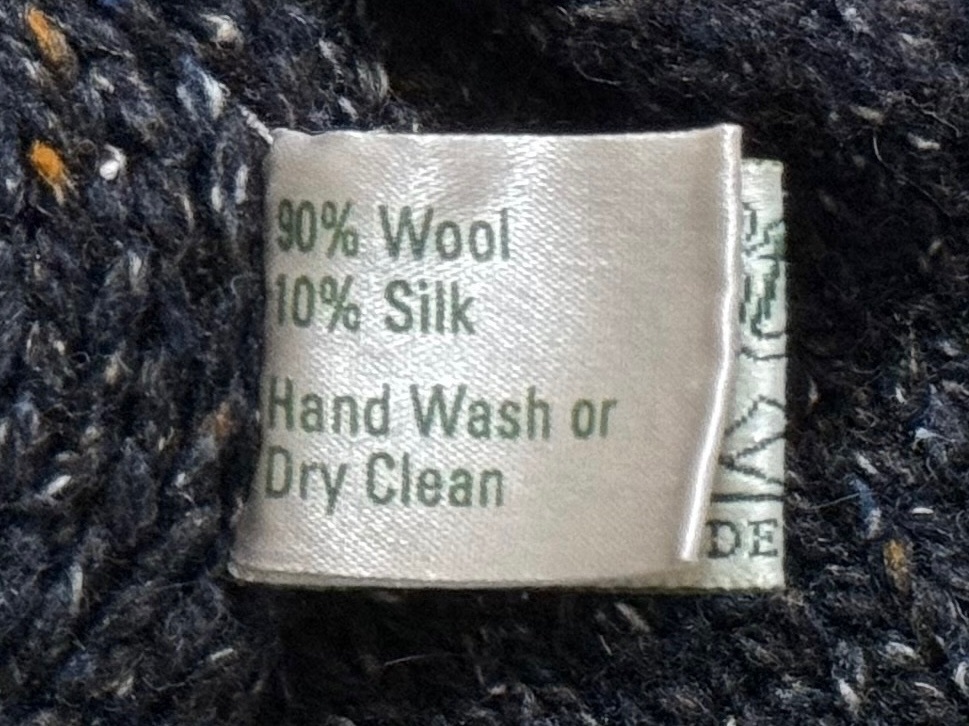 90% Wool
10% Silk
Hand Wash or
Dry Clean
DE